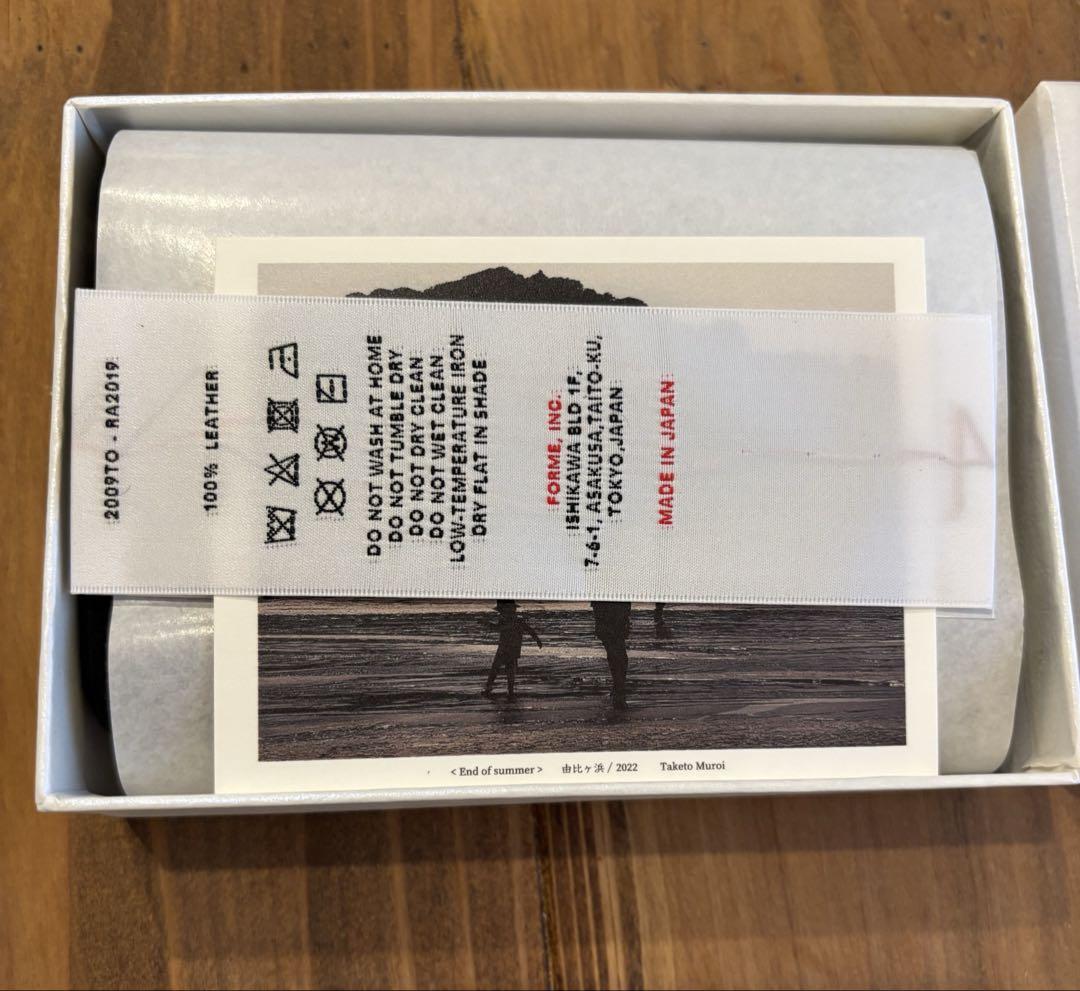 2009TO - RA2019
100% LEATHER
DO NOT WASH AT HOME
DO NOT TUMBLE DRY
DO NOT DRY CLEAN
DO NOT WET CLEAN
LOW-TEMPERATURE IRON
DRY FLAT IN SHADE
FORME, INC.
ISHIKAWA BLD 1F,
7-6-1, ASAKUSA,TAITO-KU,
TOKYO,JAPAN
MADE IN JAPAN
< End of summer > 由比ヶ浜 / 2022 Taketo Muroi